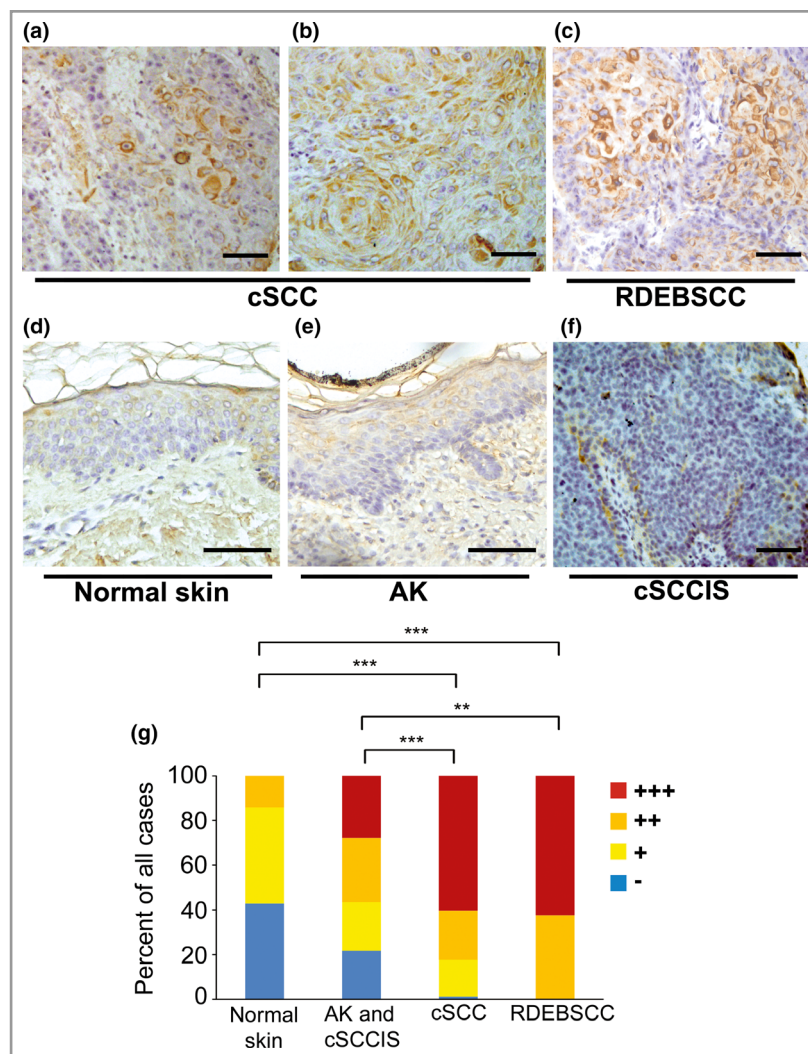 (a)
(b)
(c)
cSCC
RDEBSCC
(d)
(e)
(f)
Normal skin
AK
cSCCIS
***
***
**
***
(g)
Percent of all cases
100
80
60
40
20
0
Normal skin
AK and cSCCIS
cSCC
RDEBSCC
+++
++
+
-